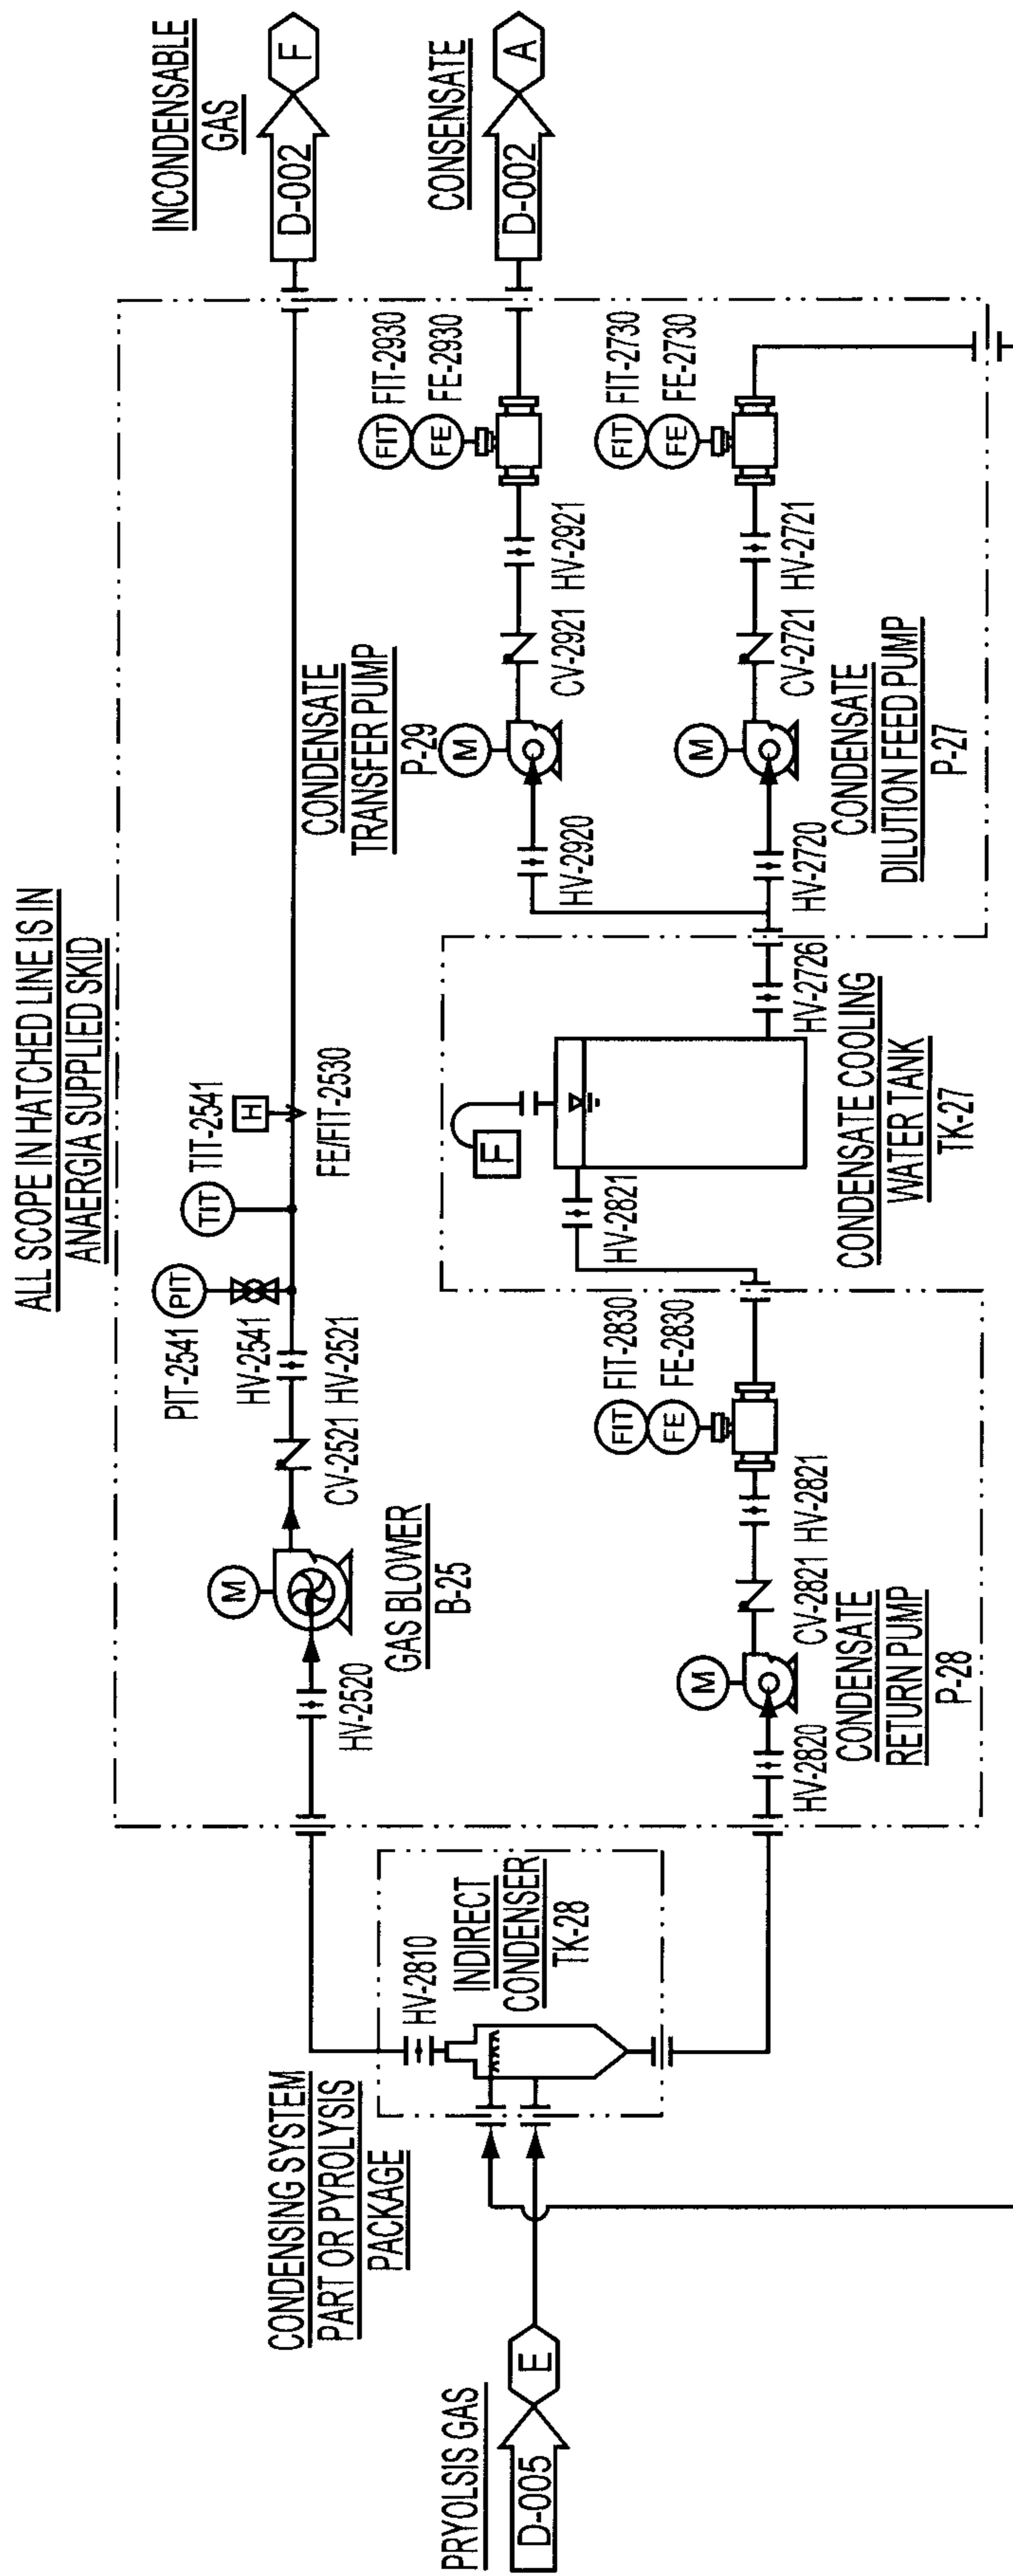 ALL SCOPE IN HATCHED LINE IS IN
ANAERGIA SUPPLIED SKID
CONDENSING SYSTEM
PART OR PYROLYSIS
PACKAGE
PRYOLSIS GAS
D-005
E
HV-2810
INDIRECT
CONDENSER
TK-28
HV-2520
M
GAS BLOWER
B-25
CV-2521
HV-2521
PIT-2541
PIT
HV-2541
TIT
TIT-2541
H
FE/FIT-2530
INCONDENSABLE
GAS
D-002
F
HV-2820
M
CONDENSATE
RETURN PUMP
P-28
CV-2821
HV-2821
FIT
FIT-2830
FE
FE-2830
HV-2821
F
CONDENSATE COOLING
WATER TANK
TK-27
HV-2726
CONDENSATE
TRANSFER PUMP
P-29
M
HV-2920
CV-2921
HV-2921
FIT
FIT-2930
FE
FE-2930
CONSENSATE
D-002
A
HV-2720
M
CONDENSATE
DILUTION FEED PUMP
P-27
CV-2721
HV-2721
FIT
FIT-2730
FE
FE-2730